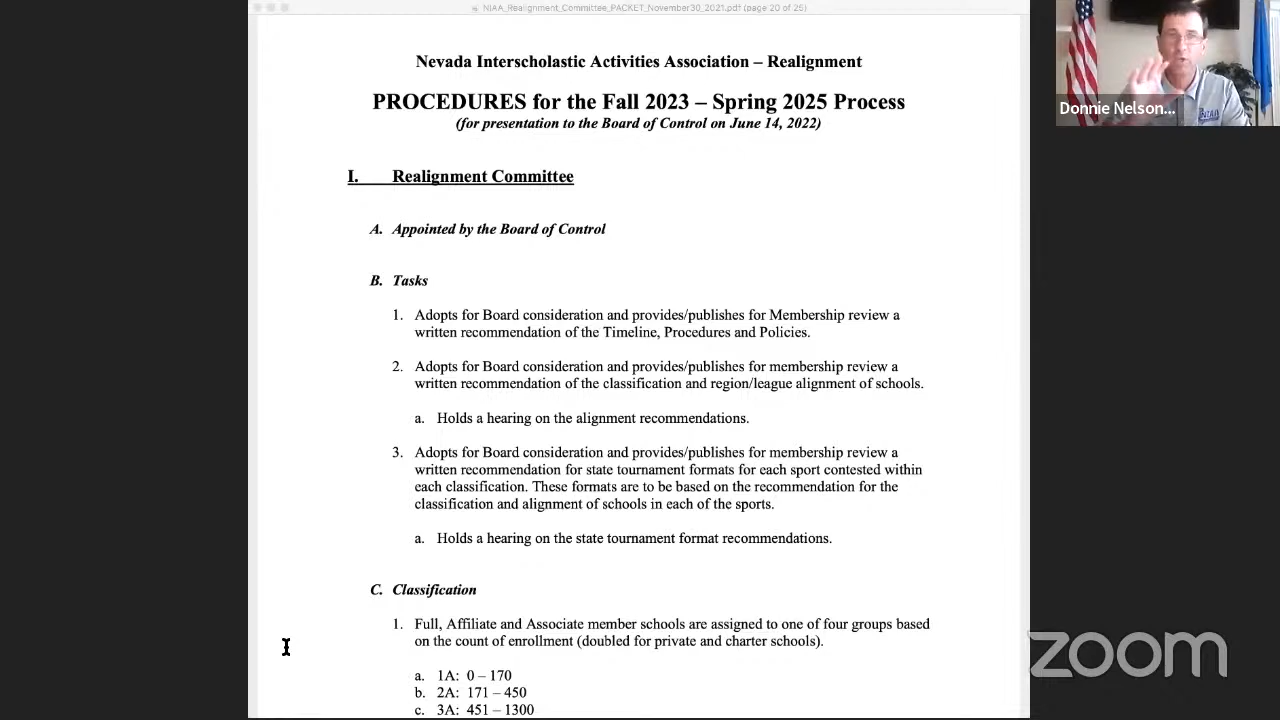 NIAA_Realignment_Committee_PACKET_November30_2021.pdf (page 20 of 25)
Nevada Interscholastic Activities Association – Realignment
PROCEDURES for the Fall 2023 – Spring 2025 Process
(for presentation to the Board of Control on June 14, 2022)
I. Realignment Committee
A. Appointed by the Board of Control
B. Tasks
1. Adopts for Board consideration and provides/publishes for Membership review a
written recommendation of the Timeline, Procedures and Policies.
2. Adopts for Board consideration and provides/publishes for membership review a
written recommendation of the classification and region/league alignment of schools.
a. Holds a hearing on the alignment recommendations.
3. Adopts for Board consideration and provides/publishes for membership review a
written recommendation for state tournament formats for each sport contested within
each classification. These formats are to be based on the recommendation for the
classification and alignment of schools in each of the sports.
a. Holds a hearing on the state tournament format recommendations.
C. Classification
1. Full, Affiliate and Associate member schools are assigned to one of four groups based
on the count of enrollment (doubled for private and charter schools).
a. 1A: 0 – 170
b. 2A: 171 – 450
c. 3A: 451 – 1300
Donnie Nelson...
zoom